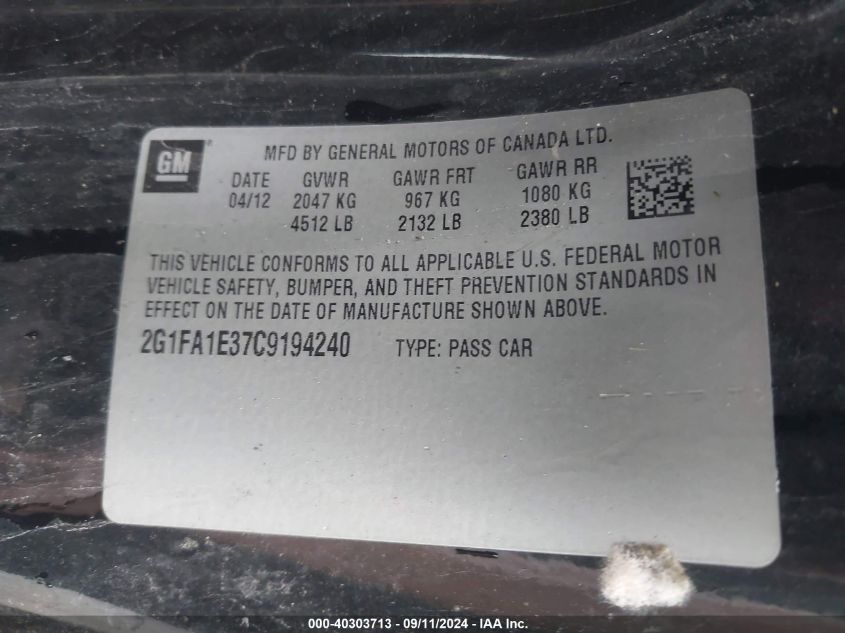 GM
MFD BY GENERAL MOTORS OF CANADA LTD.
DATE GVWR GAWR FRT GAWR RR
04/12 2047 KG 967 KG 1080 KG
4512 LB 2132 LB 2380 LB
THIS VEHICLE CONFORMS TO ALL APPLICABLE U.S. FEDERAL MOTOR
VEHICLE SAFETY, BUMPER, AND THEFT PREVENTION STANDARDS IN
EFFECT ON THE DATE OF MANUFACTURE SHOWN ABOVE.
2G1FA1E37C9194240 TYPE: PASS CAR
000-40303713 - 09/11/2024 - IAA Inc.